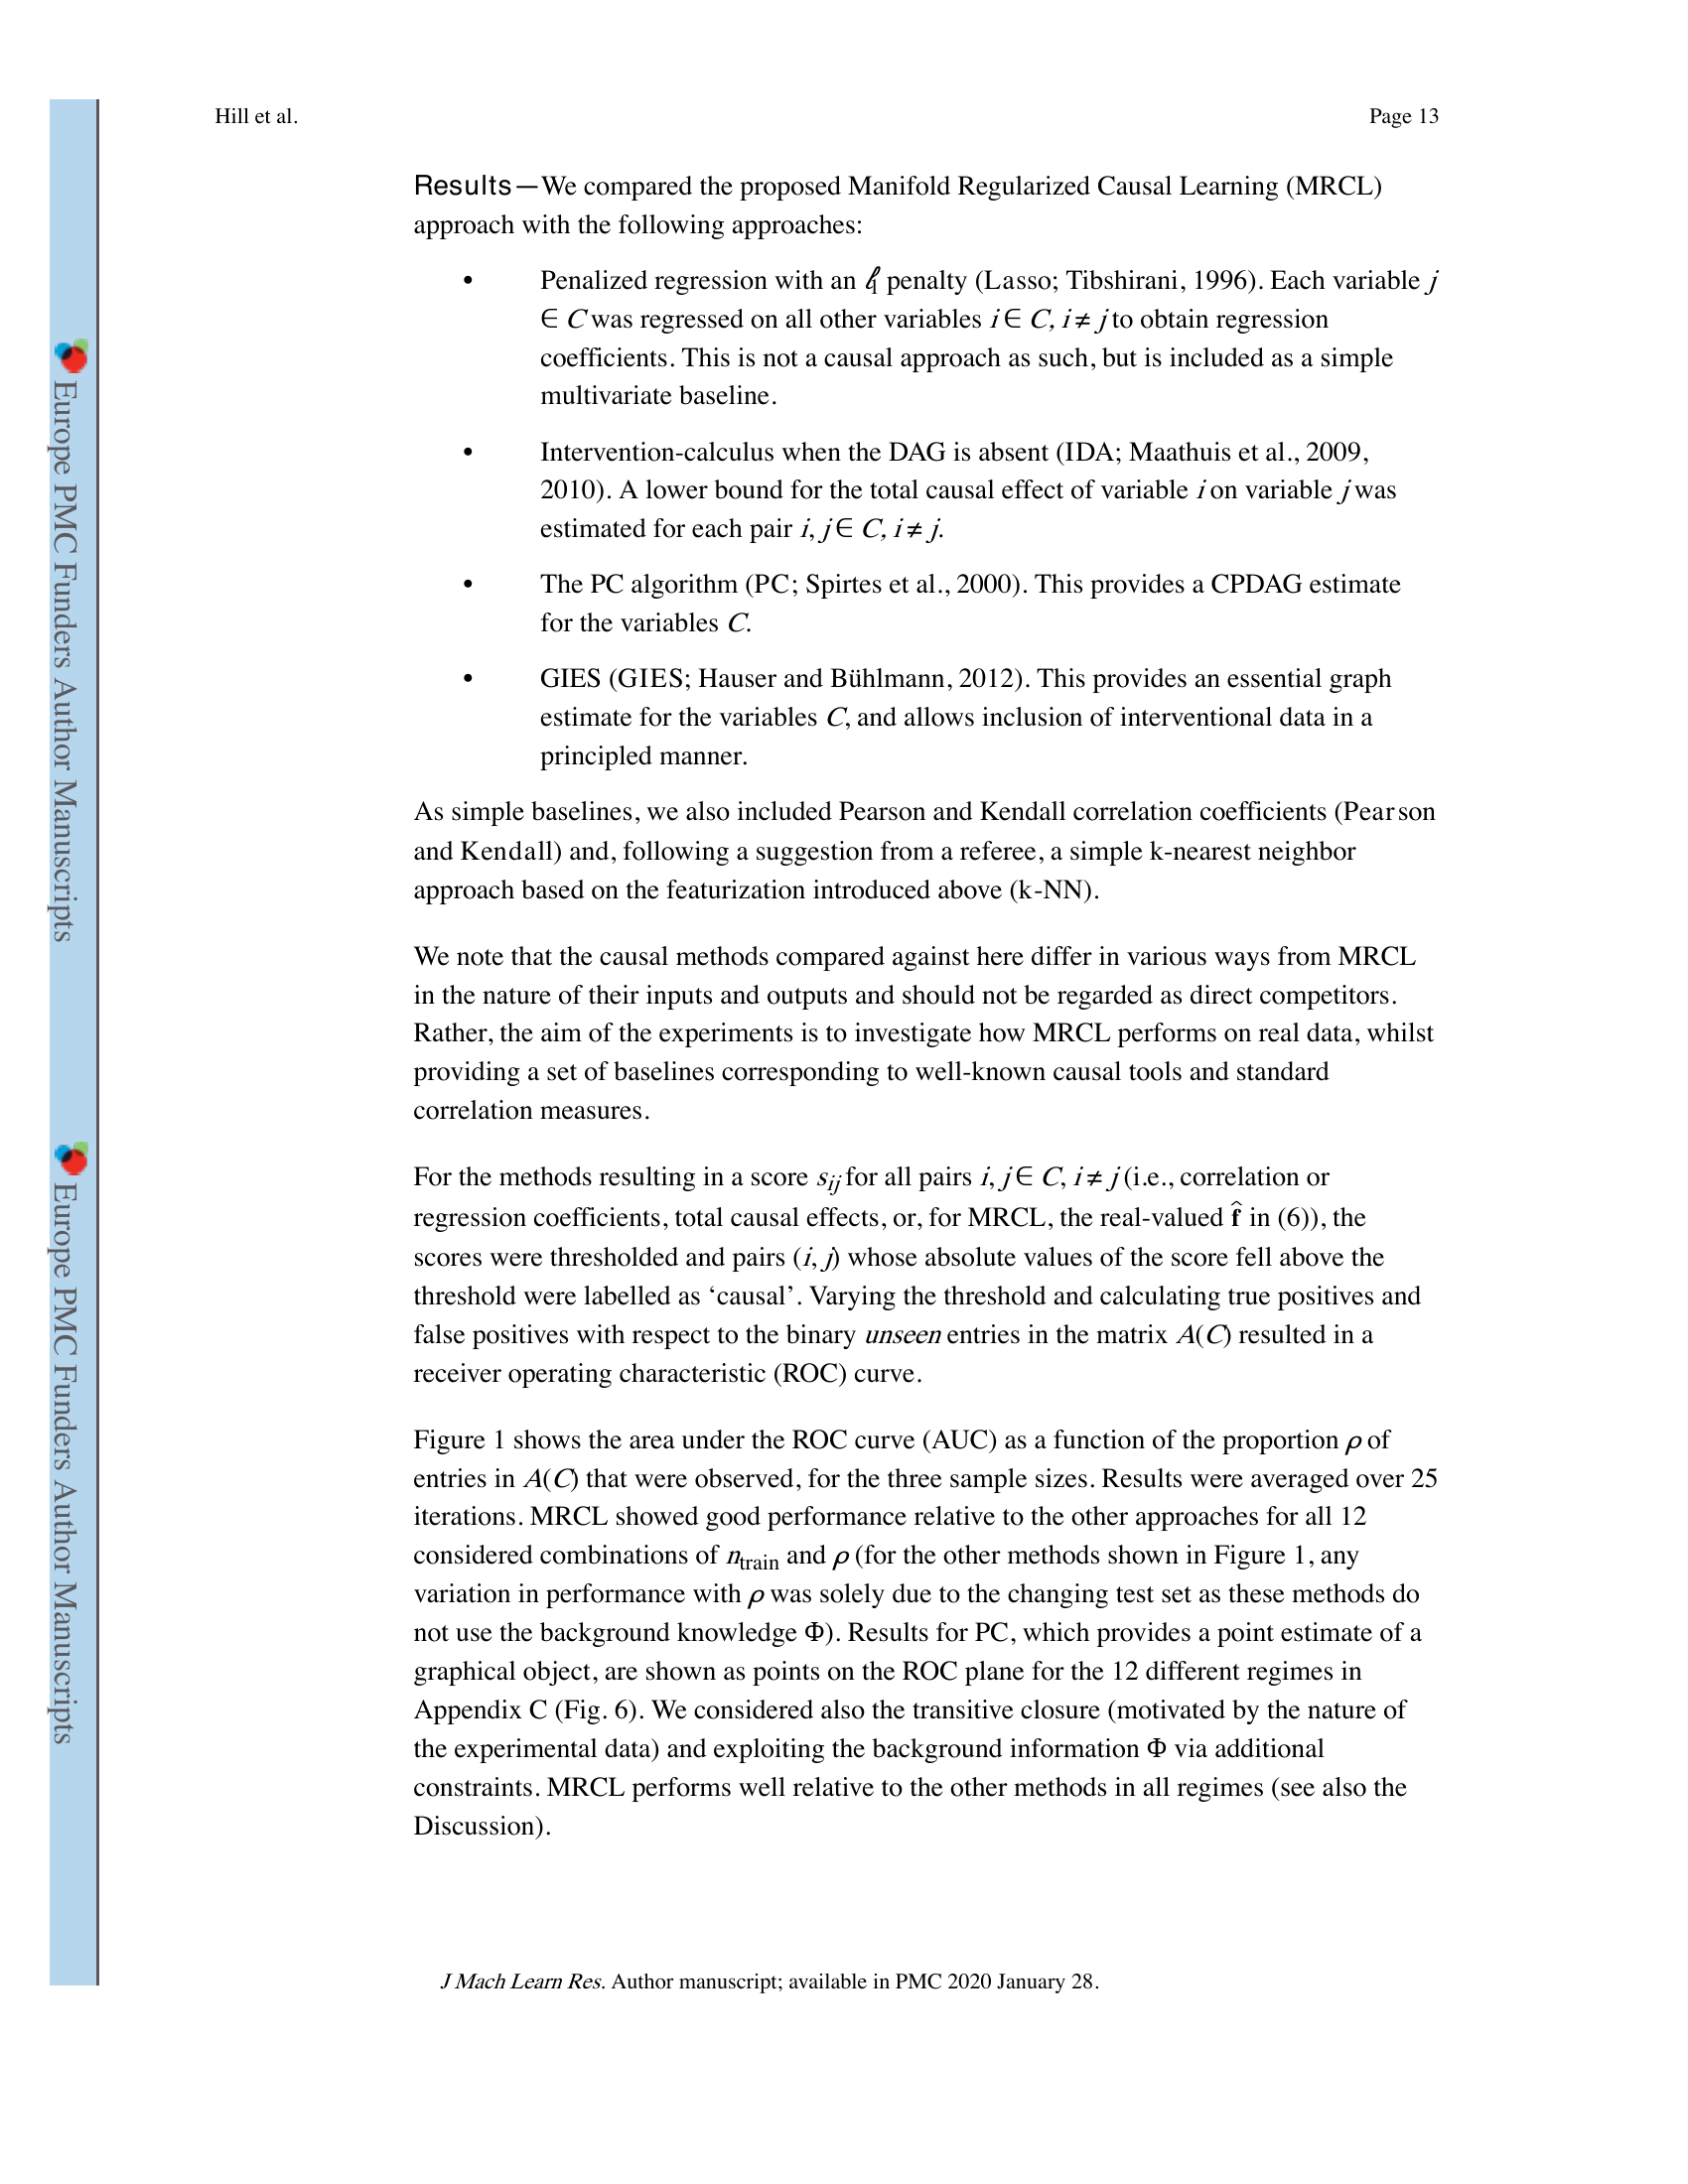 Hill et al.
Page 13
Results—We compared the proposed Manifold Regularized Causal Learning (MRCL)
approach with the following approaches:
• Penalized regression with an ℓ1 penalty (Lasso; Tibshirani, 1996). Each variable j
∈ C was regressed on all other variables i ∈ C, i ≠ j to obtain regression
coefficients. This is not a causal approach as such, but is included as a simple
multivariate baseline.
• Intervention-calculus when the DAG is absent (IDA; Maathuis et al., 2009,
2010). A lower bound for the total causal effect of variable i on variable j was
estimated for each pair i, j ∈ C, i ≠ j.
• The PC algorithm (PC; Spirtes et al., 2000). This provides a CPDAG estimate
for the variables C.
• GIES (GIES; Hauser and Bühlmann, 2012). This provides an essential graph
estimate for the variables C, and allows inclusion of interventional data in a
principled manner.
As simple baselines, we also included Pearson and Kendall correlation coefficients (Pearson
and Kendall) and, following a suggestion from a referee, a simple k-nearest neighbor
approach based on the featurization introduced above (k-NN).
We note that the causal methods compared against here differ in various ways from MRCL
in the nature of their inputs and outputs and should not be regarded as direct competitors.
Rather, the aim of the experiments is to investigate how MRCL performs on real data, whilst
providing a set of baselines corresponding to well-known causal tools and standard
correlation measures.
For the methods resulting in a score sij for all pairs i, j ∈ C, i ≠ j (i.e., correlation or
regression coefficients, total causal effects, or, for MRCL, the real-valued f̂ in (6)), the
scores were thresholded and pairs (i, j) whose absolute values of the score fell above the
threshold were labelled as ‘causal’. Varying the threshold and calculating true positives and
false positives with respect to the binary unseen entries in the matrix A(C) resulted in a
receiver operating characteristic (ROC) curve.
Figure 1 shows the area under the ROC curve (AUC) as a function of the proportion ρ of
entries in A(C) that were observed, for the three sample sizes. Results were averaged over 25
iterations. MRCL showed good performance relative to the other approaches for all 12
considered combinations of ntrain and ρ (for the other methods shown in Figure 1, any
variation in performance with ρ was solely due to the changing test set as these methods do
not use the background knowledge Φ). Results for PC, which provides a point estimate of a
graphical object, are shown as points on the ROC plane for the 12 different regimes in
Appendix C (Fig. 6). We considered also the transitive closure (motivated by the nature of
the experimental data) and exploiting the background information Φ via additional
constraints. MRCL performs well relative to the other methods in all regimes (see also the
Discussion).
J Mach Learn Res. Author manuscript; available in PMC 2020 January 28.
Europe PMC Funders Author Manuscripts
Europe PMC Funders Author Manuscripts